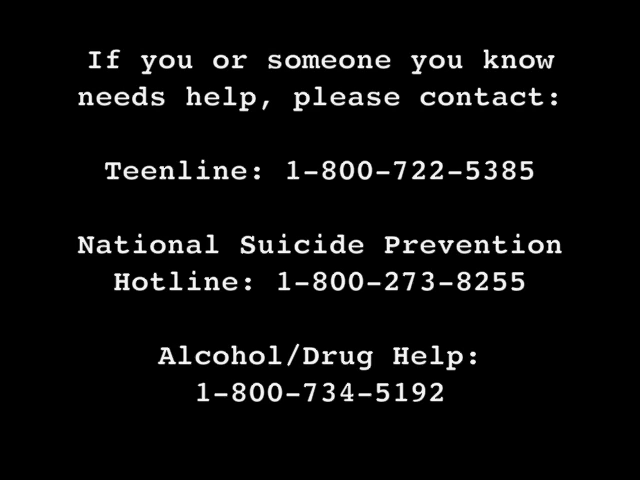 If you or someone you know
needs help, please contact:
Teenline: 1-800-722-5385
National Suicide Prevention
Hotline: 1-800-273-8255
Alcohol/Drug Help:
1-800-734-5192